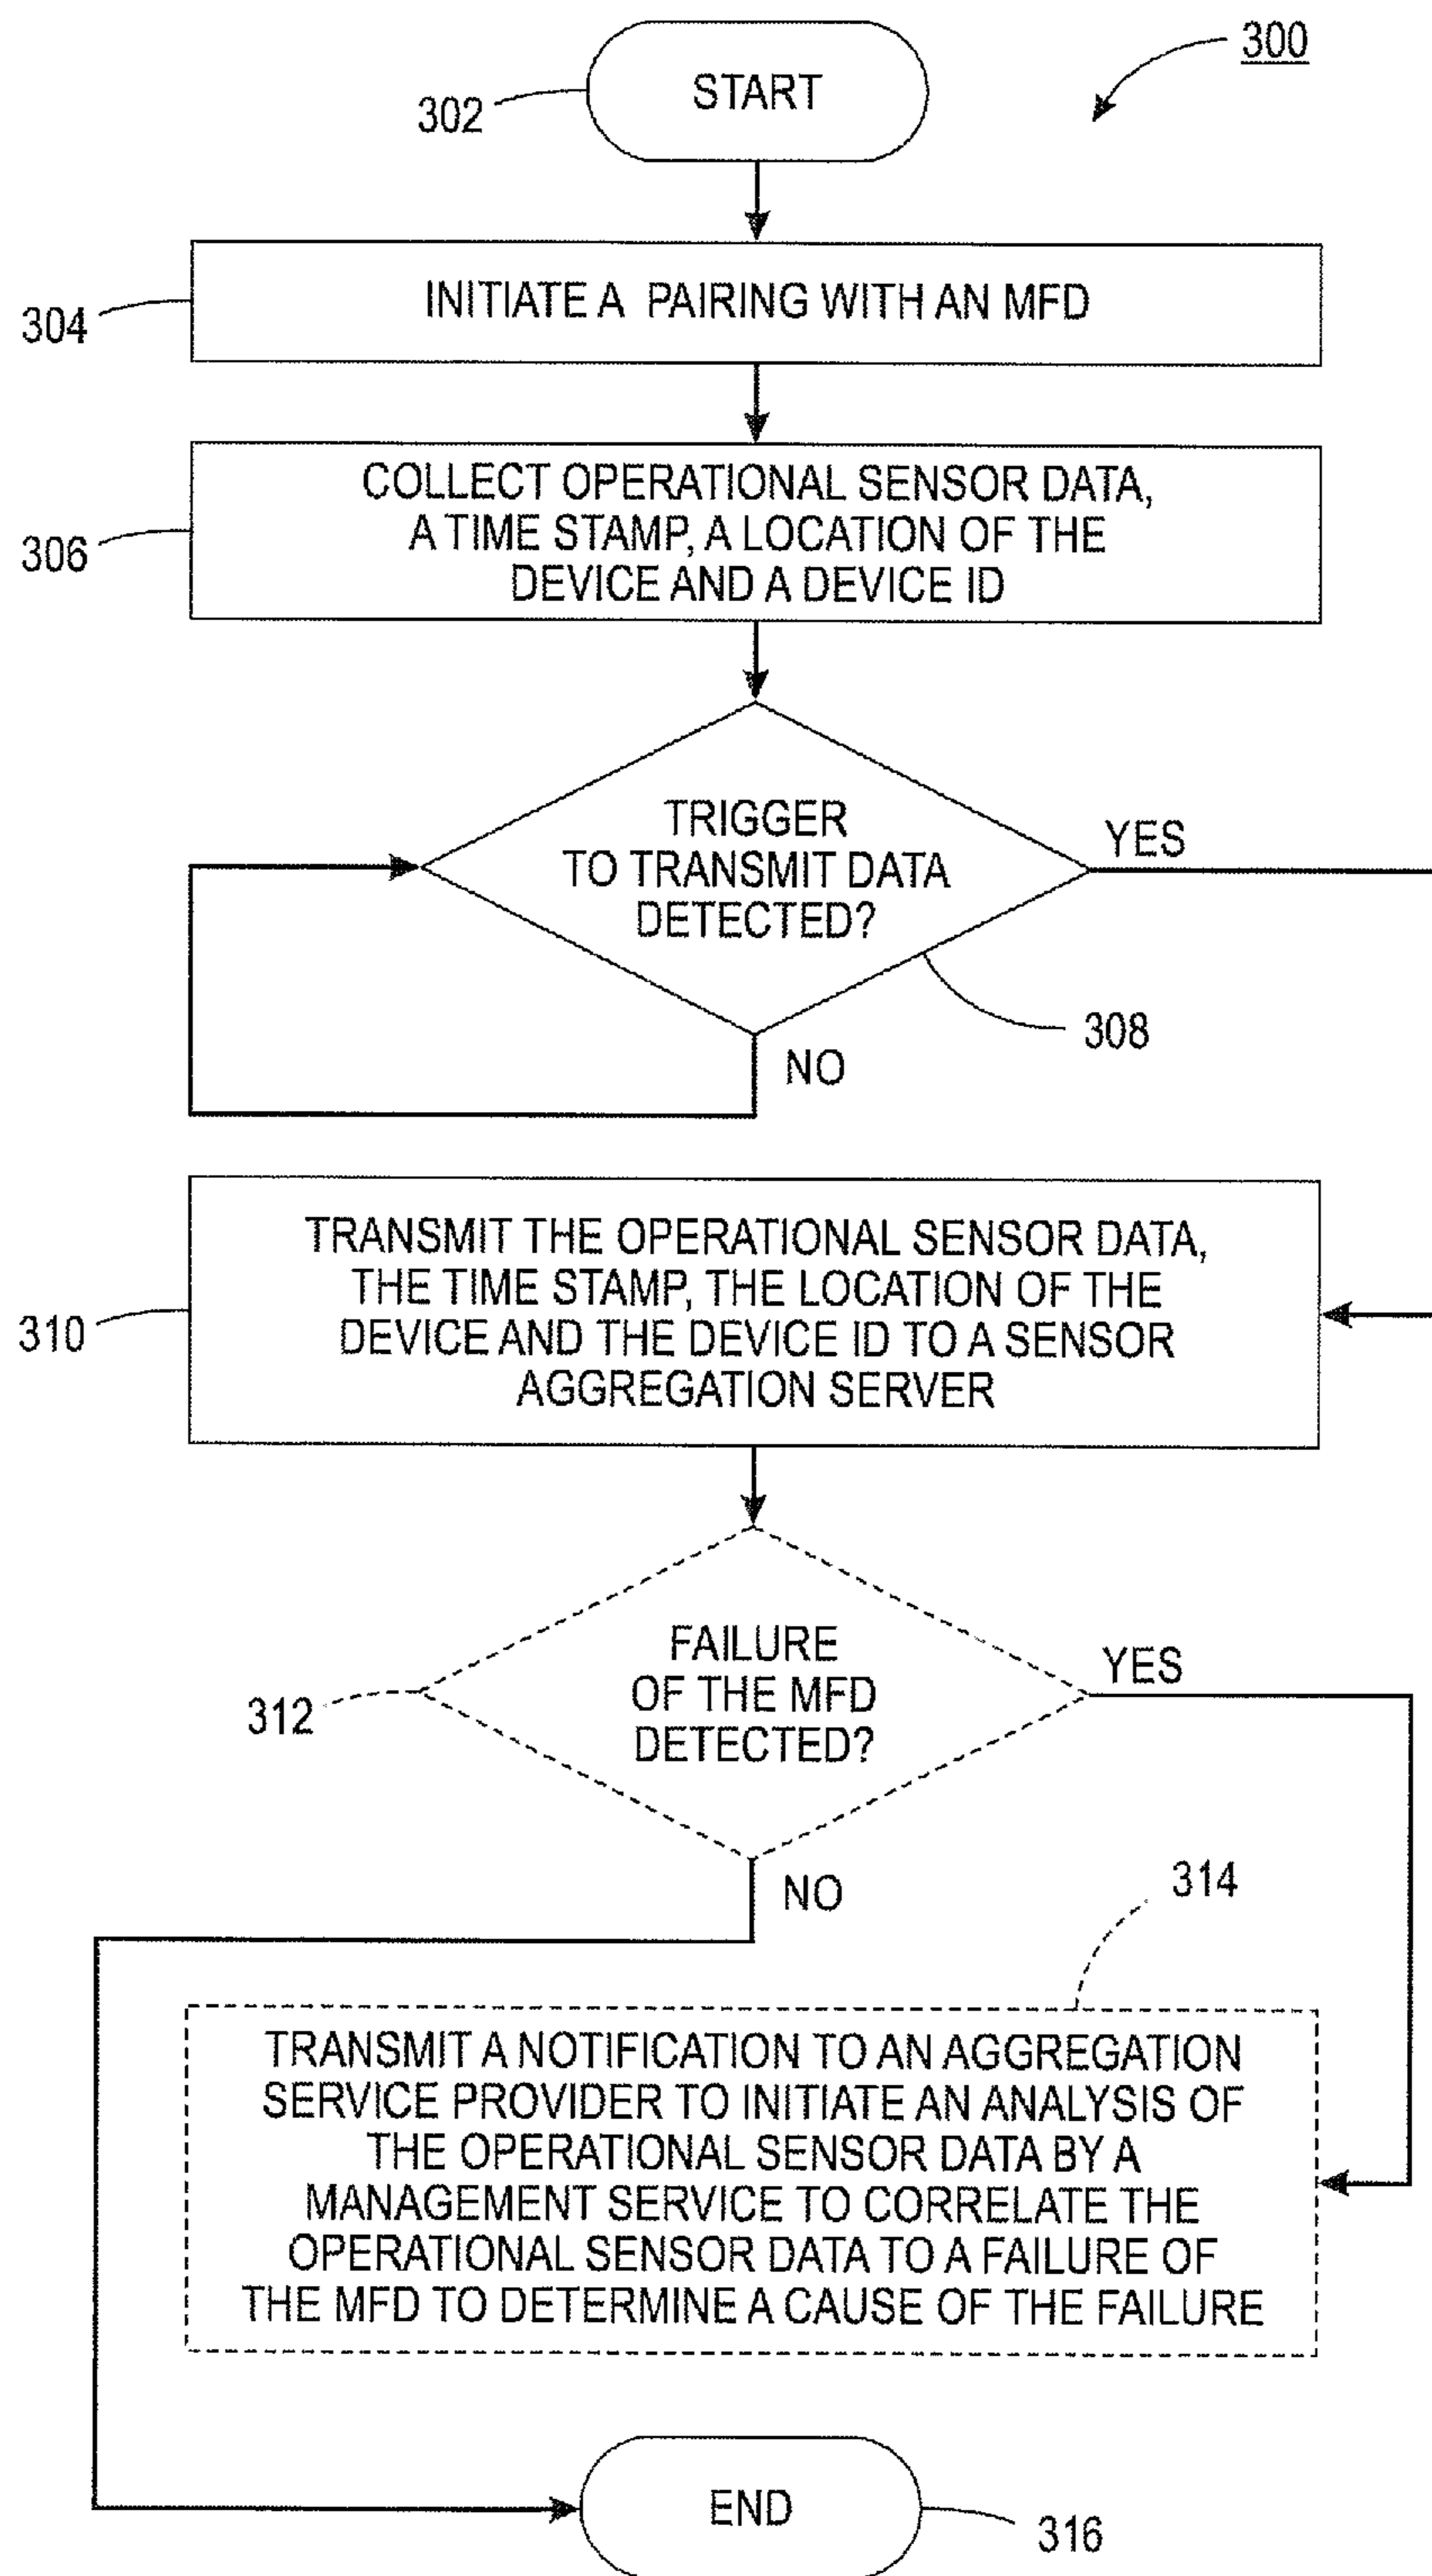 300
302
START
304
INITIATE A PAIRING WITH AN MFD
306
COLLECT OPERATIONAL SENSOR DATA,
A TIME STAMP, A LOCATION OF THE
DEVICE AND A DEVICE ID
TRIGGER
TO TRANSMIT DATA
DETECTED?
YES
308
NO
310
TRANSMIT THE OPERATIONAL SENSOR DATA,
THE TIME STAMP, THE LOCATION OF THE
DEVICE AND THE DEVICE ID TO A SENSOR
AGGREGATION SERVER
312
FAILURE
OF THE MFD
DETECTED?
YES
NO
314
TRANSMIT A NOTIFICATION TO AN AGGREGATION
SERVICE PROVIDER TO INITIATE AN ANALYSIS OF
THE OPERATIONAL SENSOR DATA BY A
MANAGEMENT SERVICE TO CORRELATE THE
OPERATIONAL SENSOR DATA TO A FAILURE OF
THE MFD TO DETERMINE A CAUSE OF THE FAILURE
END
316